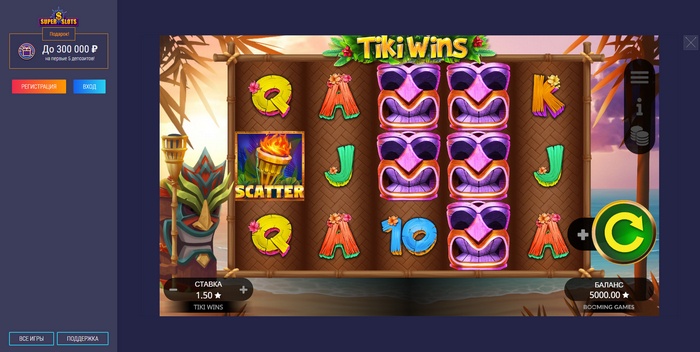 SUPER SLOTS
Подарок!
До 300 000 ₽
на первые 5 депозитов!
РЕГИСТРАЦИЯ
ВХОД
ВСЕ ИГРЫ
ПОДДЕРЖКА
TIKI WINS
Q A K
SCATTER J J
Q A 10 A
СТАВКА
1.50 ★
TIKI WINS
БАЛАНС
5000.00 ★
BOOMING GAMES